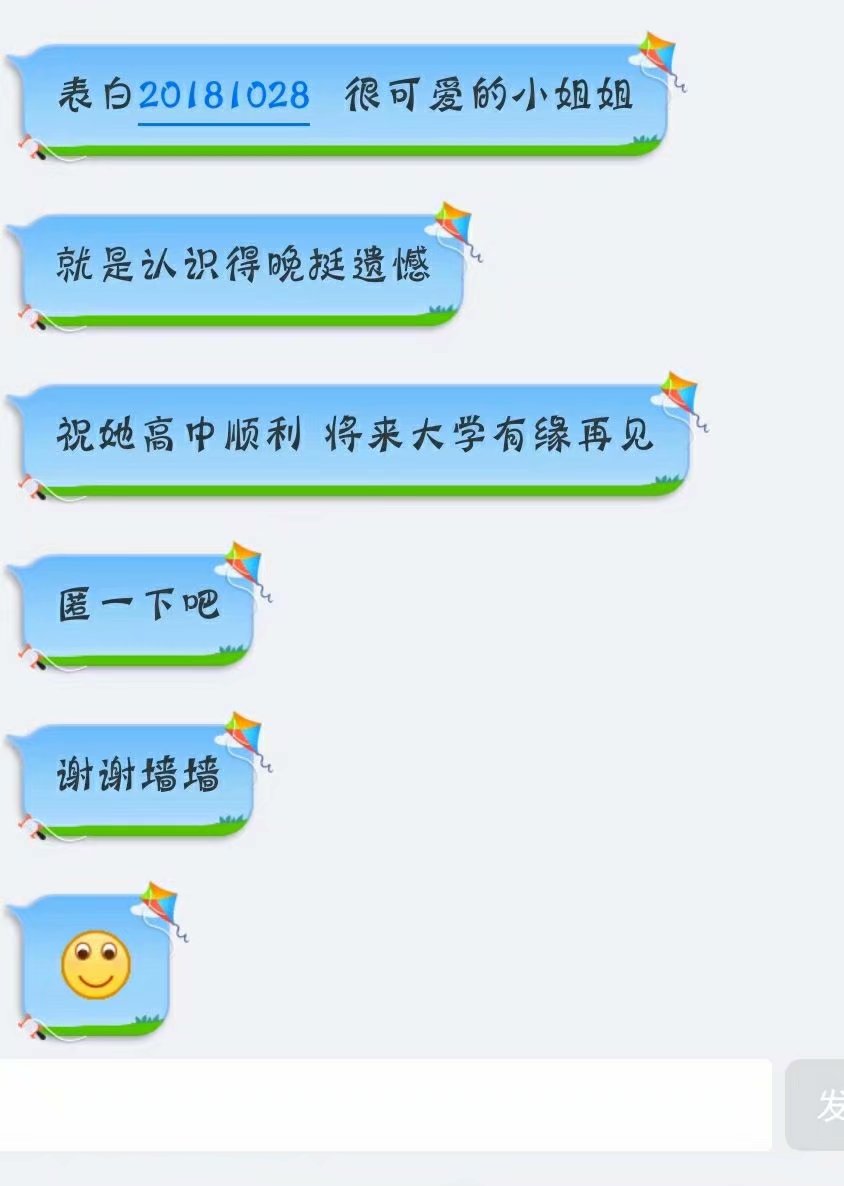 表白20181028 很可爱的小姐姐
就是认识得晚挺遗憾
祝她高中顺利 将来大学有缘再见
匿一下吧
谢谢墙墙
发